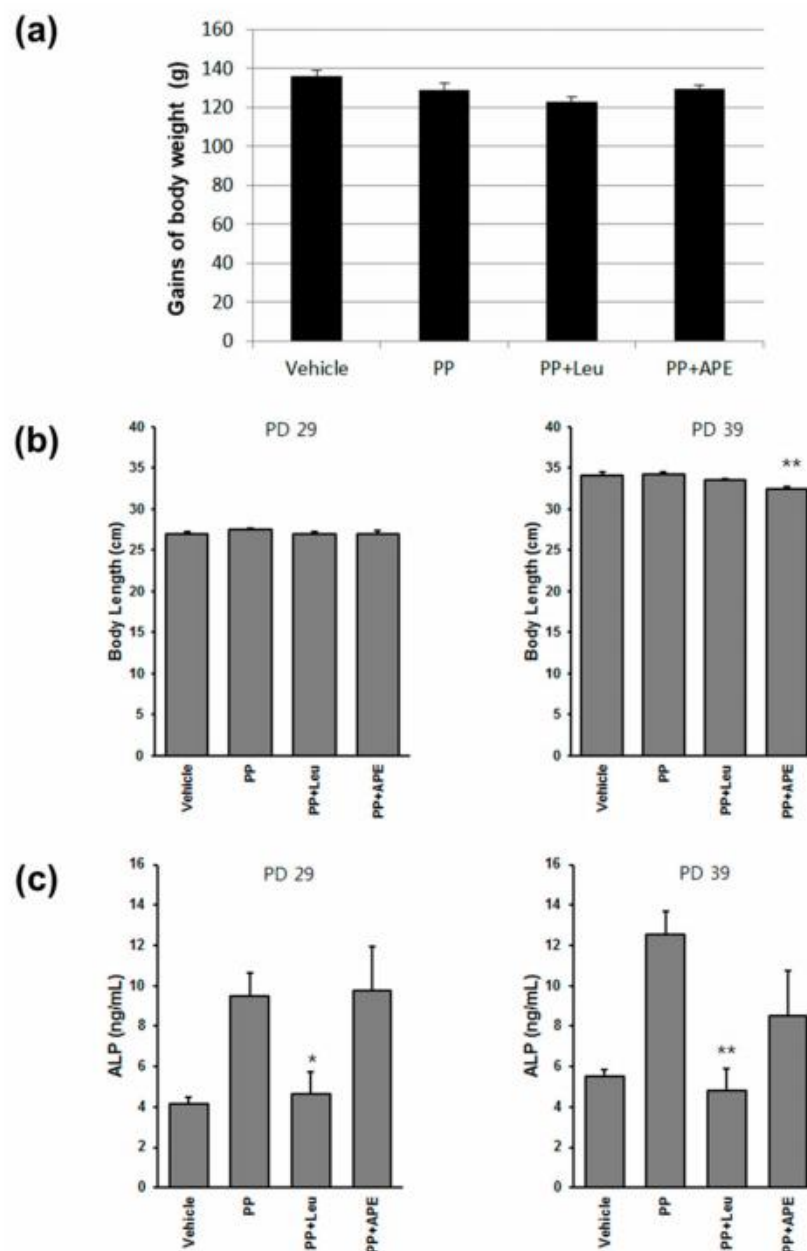 (a)
Gains of body weight (g)
160
140
120
100
80
60
40
20
0
Vehicle PP PP+Leu PP+APE
(b)
PD 29
Body Length (cm)
40
35
30
25
20
15
10
5
0
Vehicle
PP
PP+Leu
PP+APE
PD 39
Body Length (cm)
40
35
30
25
20
15
10
5
0
**
Vehicle
PP
PP+Leu
PP+APE
(c)
PD 29
ALP (ng/mL)
16
14
12
10
8
6
4
2
0
*
Vehicle
PP
PP+Leu
PP+APE
PD 39
ALP (ng/mL)
16
14
12
10
8
6
4
2
0
**
Vehicle
PP
PP+Leu
PP+APE